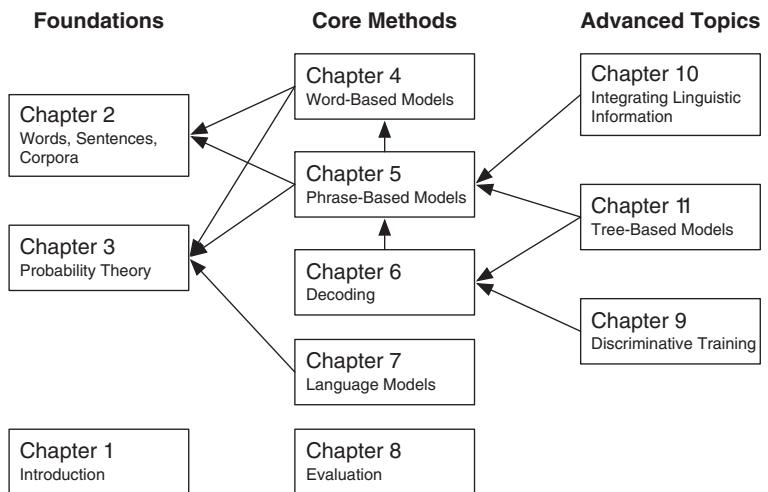 Foundations
Core Methods
Advanced Topics
Chapter 2
Words, Sentences,
Corpora
Chapter 3
Probability Theory
Chapter 1
Introduction
Chapter 4
Word-Based Models
Chapter 5
Phrase-Based Models
Chapter 6
Decoding
Chapter 7
Language Models
Chapter 8
Evaluation
Chapter 10
Integrating Linguistic
Information
Chapter 11
Tree-Based Models
Chapter 9
Discriminative Training